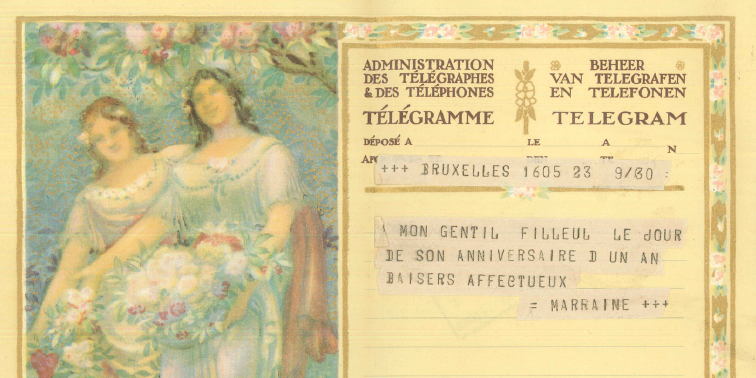 ADMINISTRATION
DES TÉLÉGRAPHES
& DES TÉLÉPHONES
BEHEER
VAN TELEGRAFEN
EN TELEFONEN
TÉLÉGRAMME
TELEGRAM
DÉPOSÉ A LE A N
+++ BRUXELLES 1605 23 9/80 =
MON GENTIL FILLEUL LE JOUR
DE SON ANNIVERSAIRE D UN AN
BAISERS AFFECTUEUX
= MARRAINE +++